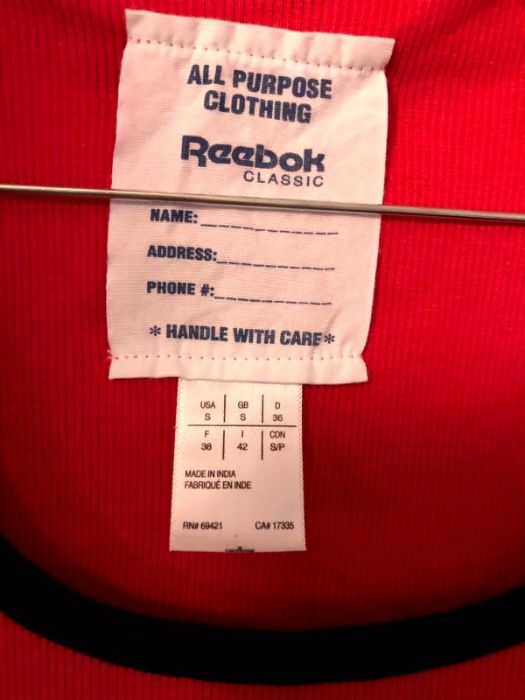 ALL PURPOSE
CLOTHING
Reebok
CLASSIC
NAME:
ADDRESS:
PHONE #:
* HANDLE WITH CARE *
USA GB D
S S 36
F I CDN
38 42 S/P
MADE IN INDIA
FABRIQUÉ EN INDE
RN# 69421 CA# 17335